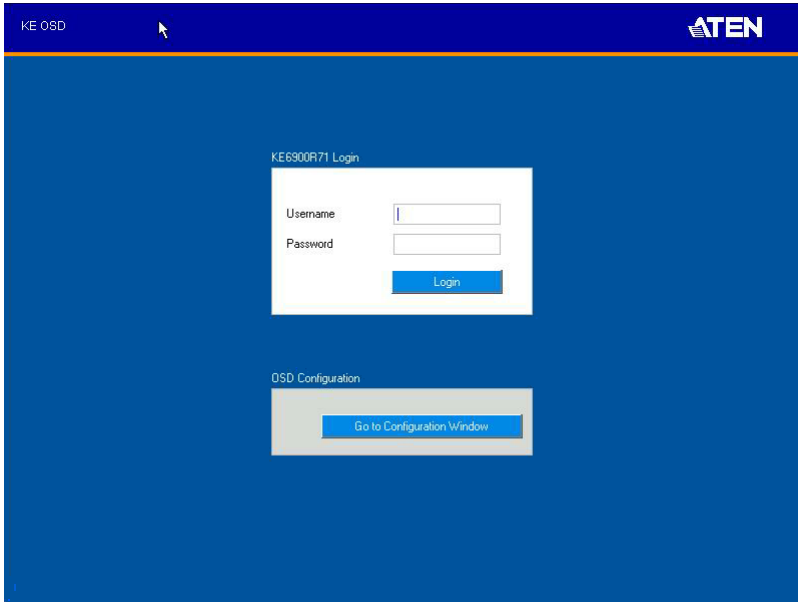 KE OSD
ATEN
KE6900R71 Login
Username
Password
Login
OSD Configuration
Go to Configuration Window